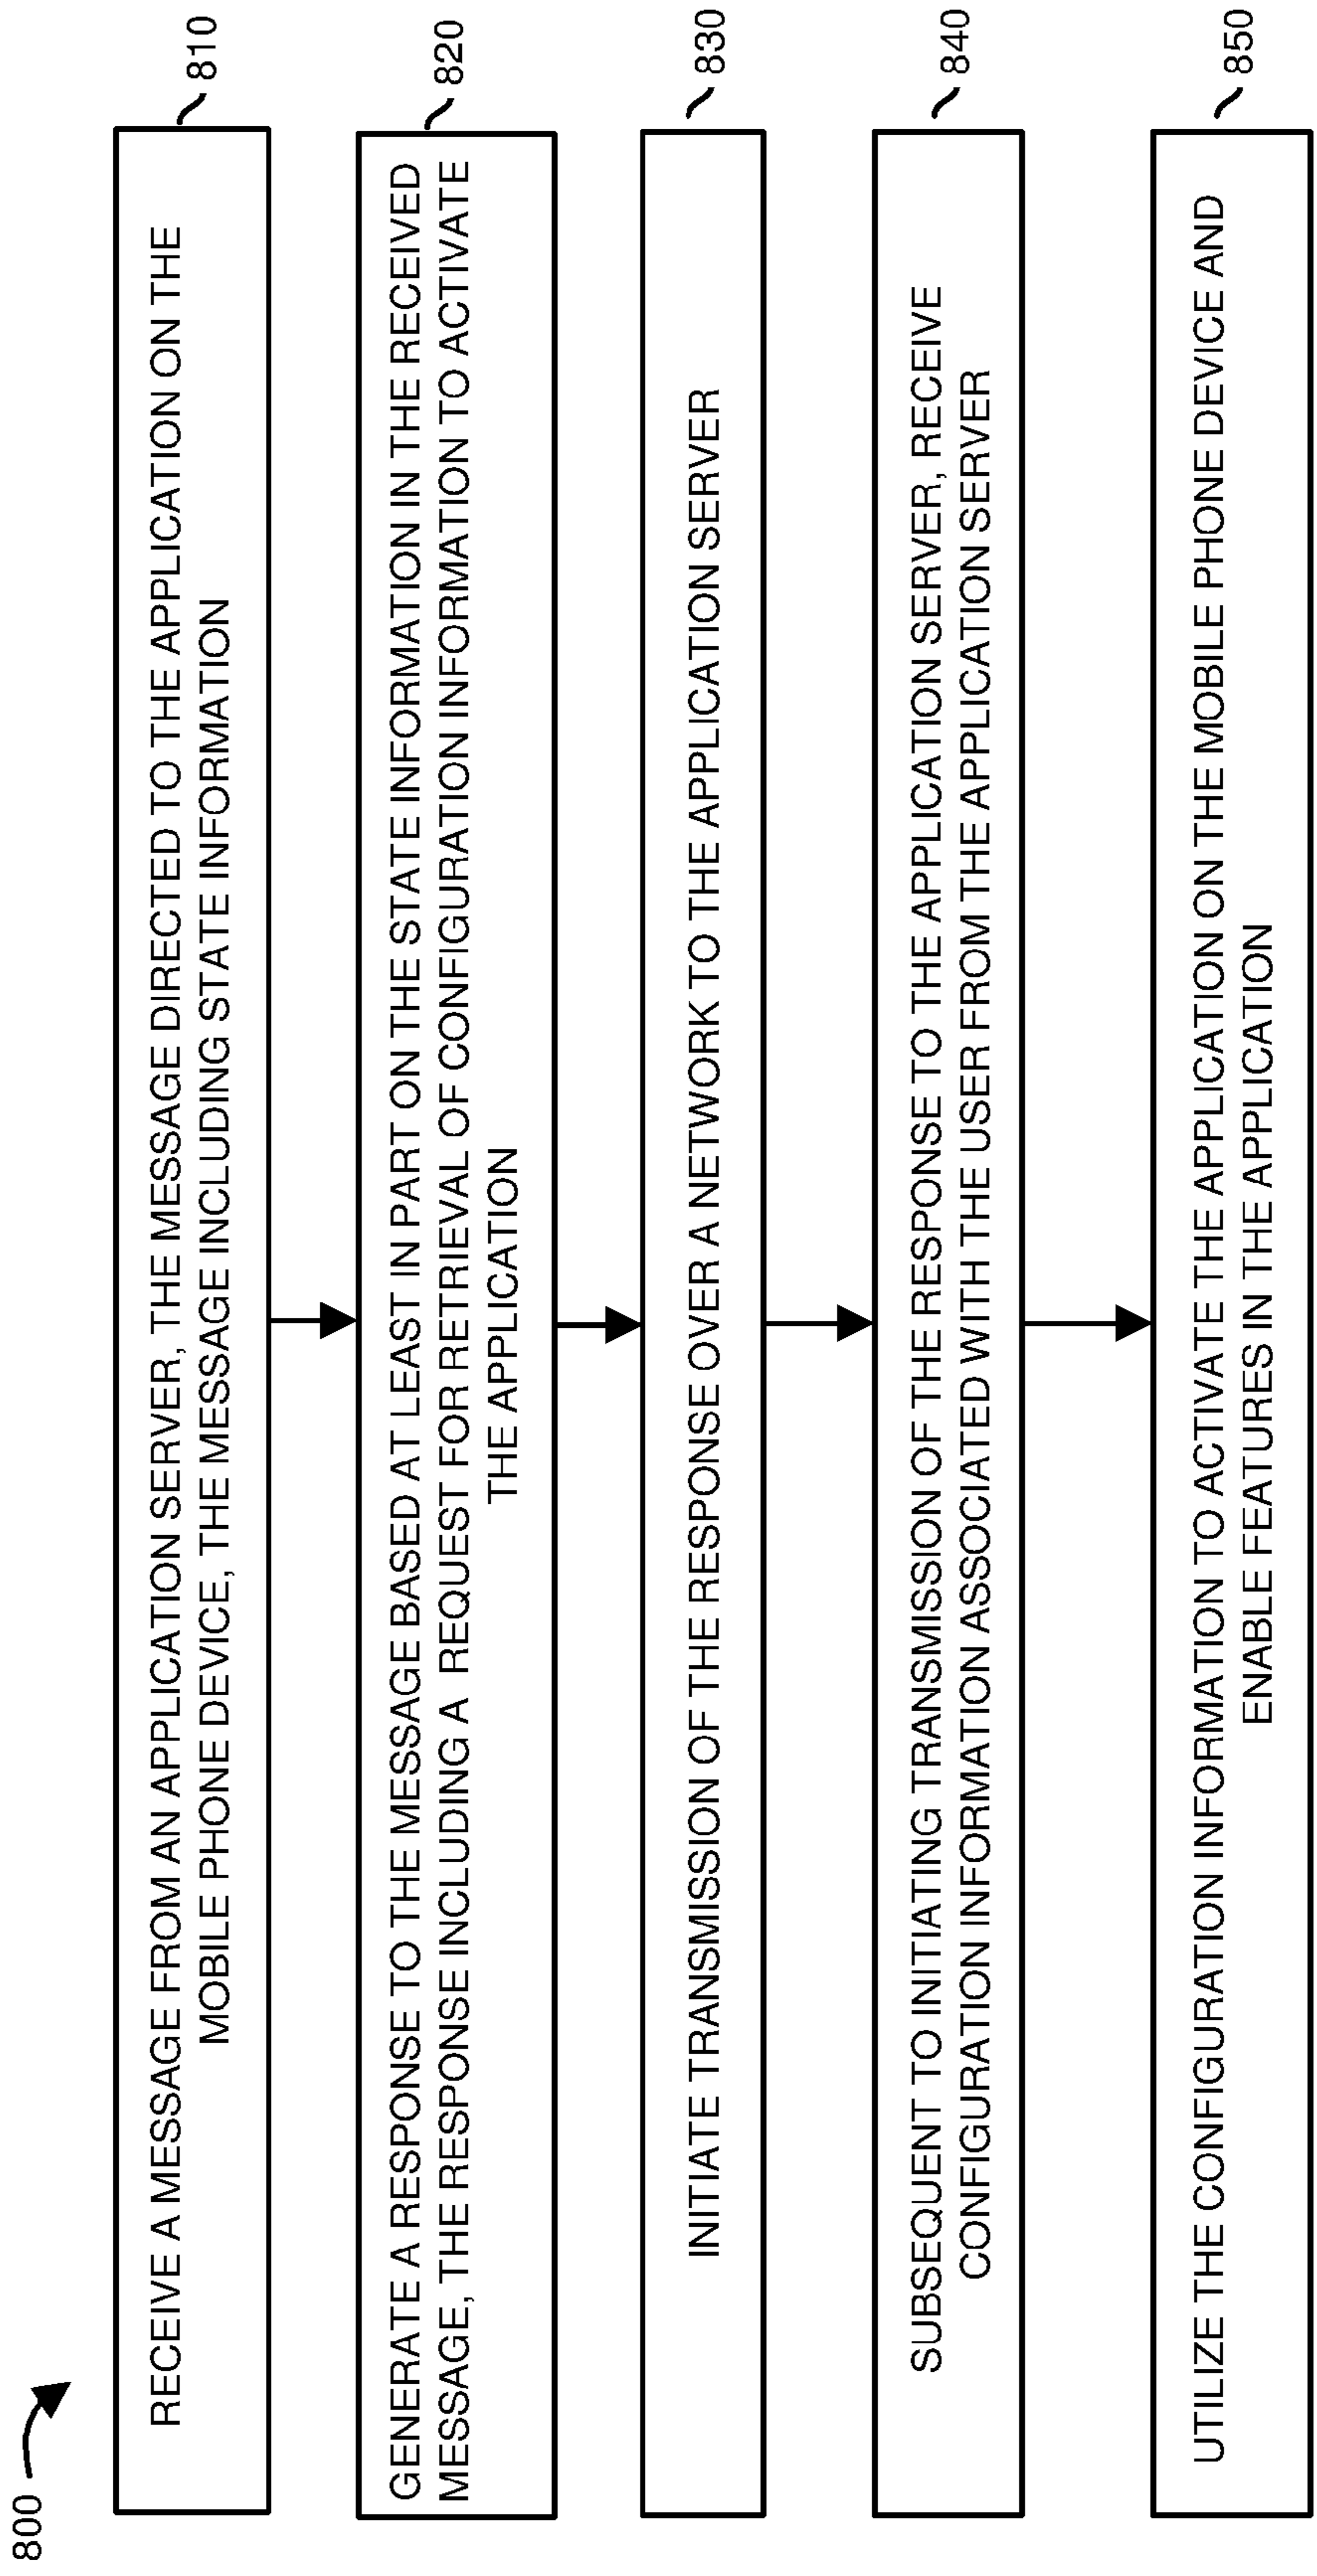 800
RECEIVE A MESSAGE FROM AN APPLICATION SERVER, THE MESSAGE DIRECTED TO THE APPLICATION ON THE
MOBILE PHONE DEVICE, THE MESSAGE INCLUDING STATE INFORMATION
810
GENERATE A RESPONSE TO THE MESSAGE BASED AT LEAST IN PART ON THE STATE INFORMATION IN THE RECEIVED
MESSAGE, THE RESPONSE INCLUDING A REQUEST FOR RETRIEVAL OF CONFIGURATION INFORMATION TO ACTIVATE
THE APPLICATION
820
INITIATE TRANSMISSION OF THE RESPONSE OVER A NETWORK TO THE APPLICATION SERVER
830
SUBSEQUENT TO INITIATING TRANSMISSION OF THE RESPONSE TO THE APPLICATION SERVER, RECEIVE
CONFIGURATION INFORMATION ASSOCIATED WITH THE USER FROM THE APPLICATION SERVER
840
UTILIZE THE CONFIGURATION INFORMATION TO ACTIVATE THE APPLICATION ON THE MOBILE PHONE DEVICE AND
ENABLE FEATURES IN THE APPLICATION
850